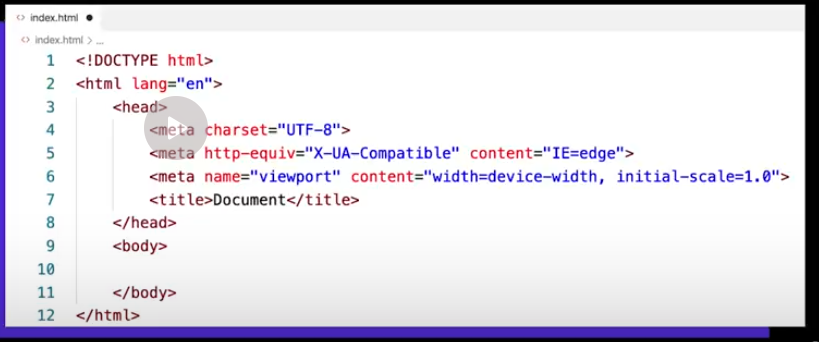 index.html
index.html > ...
1 <!DOCTYPE html>
2 <html lang="en">
3 <head>
4 <meta charset="UTF-8">
5 <meta http-equiv="X-UA-Compatible" content="IE=edge">
6 <meta name="viewport" content="width=device-width, initial-scale=1.0">
7 <title>Document</title>
8 </head>
9 <body>
10
11 </body>
12 </html>